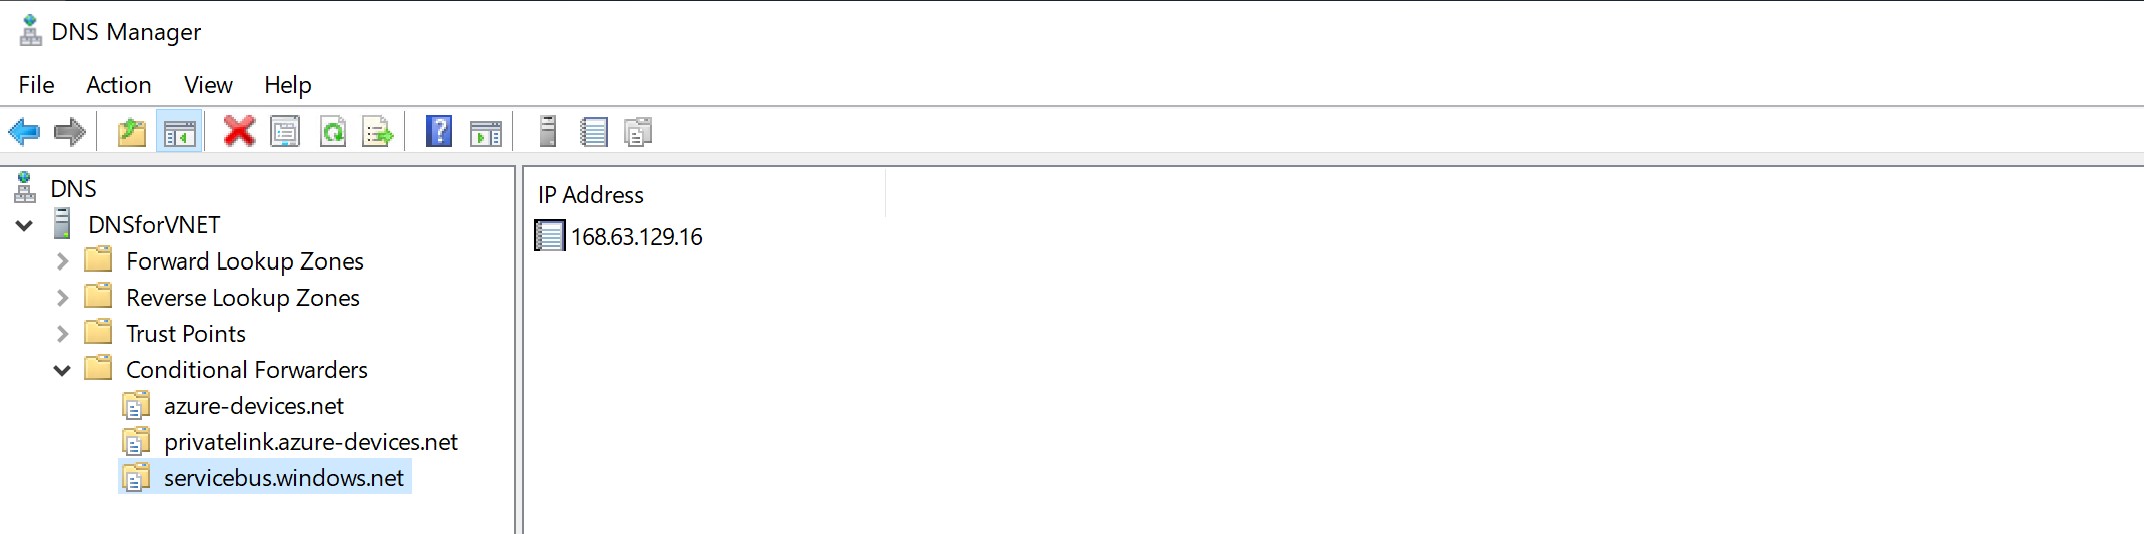 DNS Manager
File Action View Help
DNS
DNSforVNET
Forward Lookup Zones
Reverse Lookup Zones
Trust Points
Conditional Forwarders
azure-devices.net
privatelink.azure-devices.net
servicebus.windows.net
IP Address
168.63.129.16